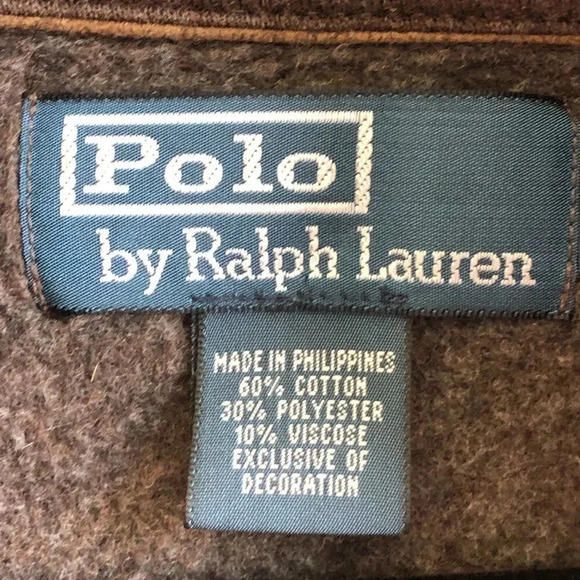 Polo
by Ralph Lauren
MADE IN PHILIPPINES
60% COTTON
30% POLYESTER
10% VISCOSE
EXCLUSIVE OF
DECORATION